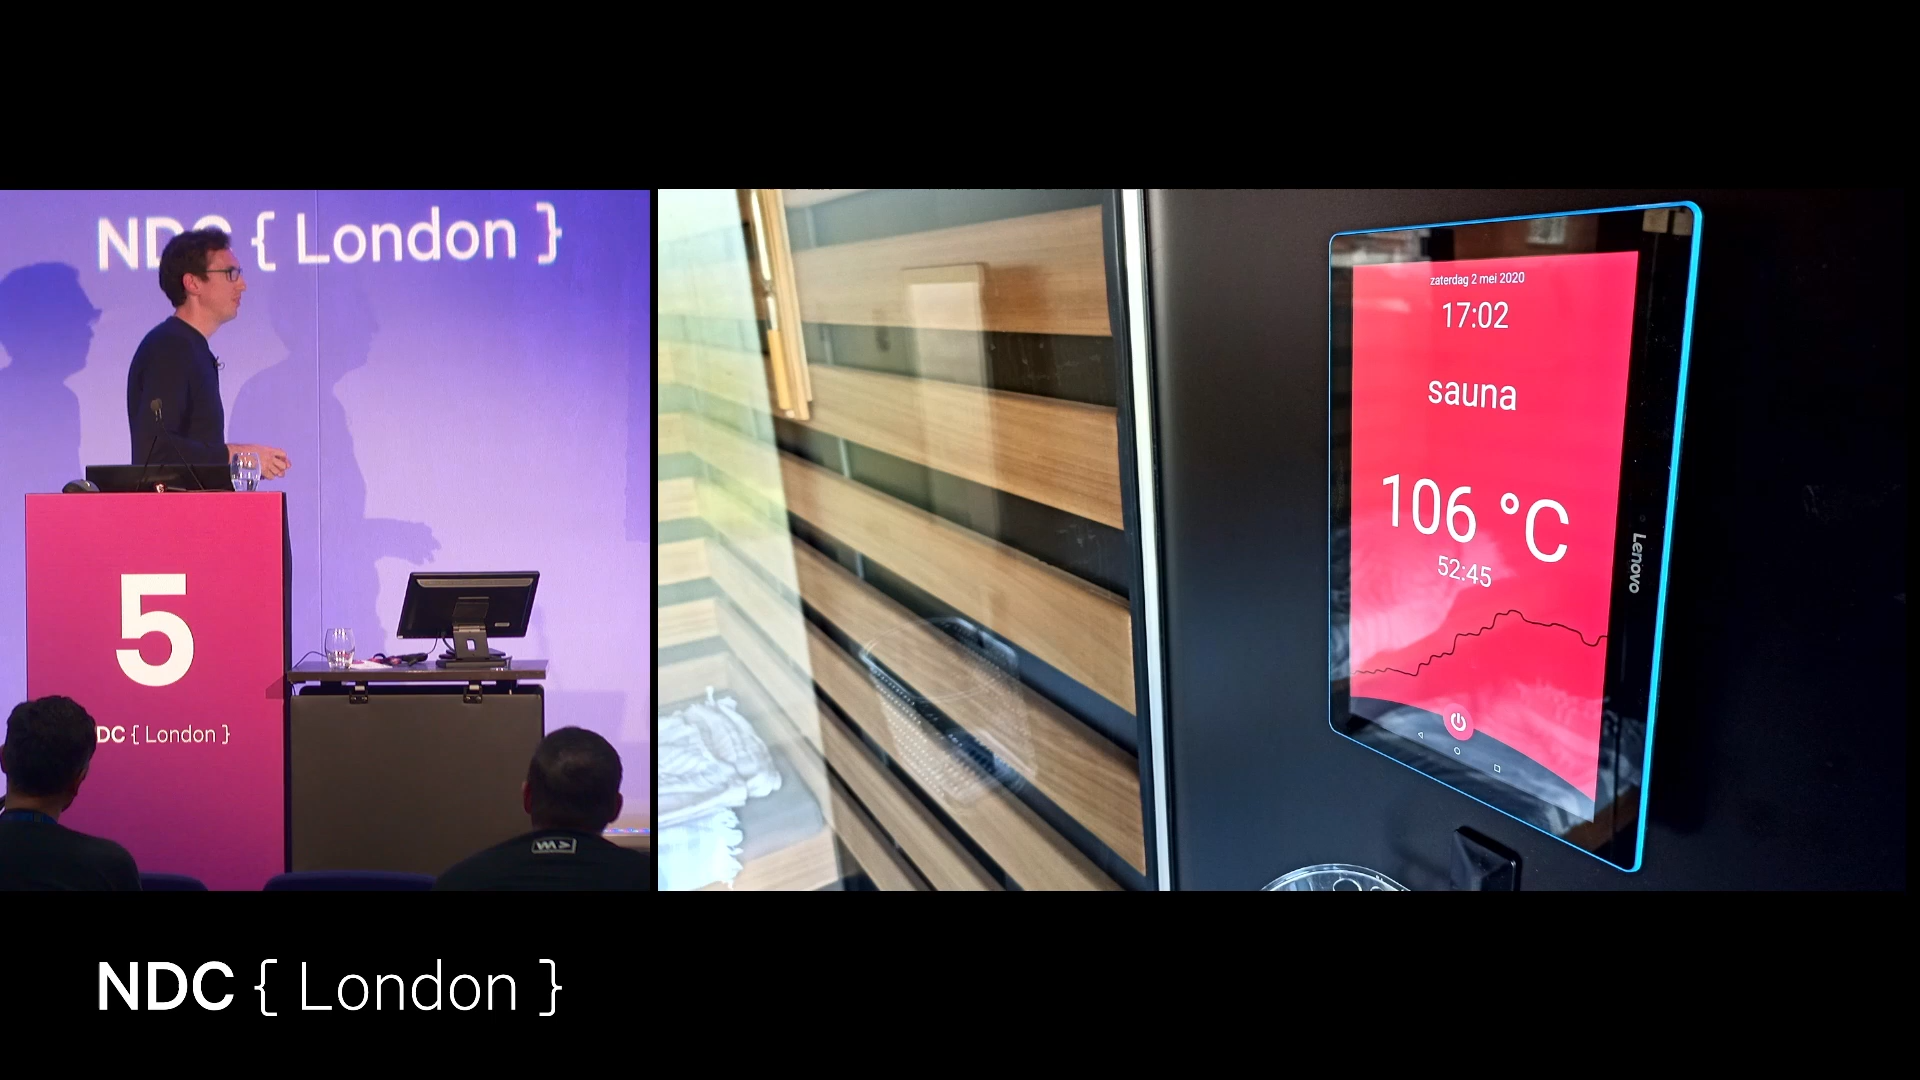 NDC { London }
5
DC { London }
zaterdag 2 mei 2020
17:02
sauna
106 °C
52:45
Lenovo
NDC { London }